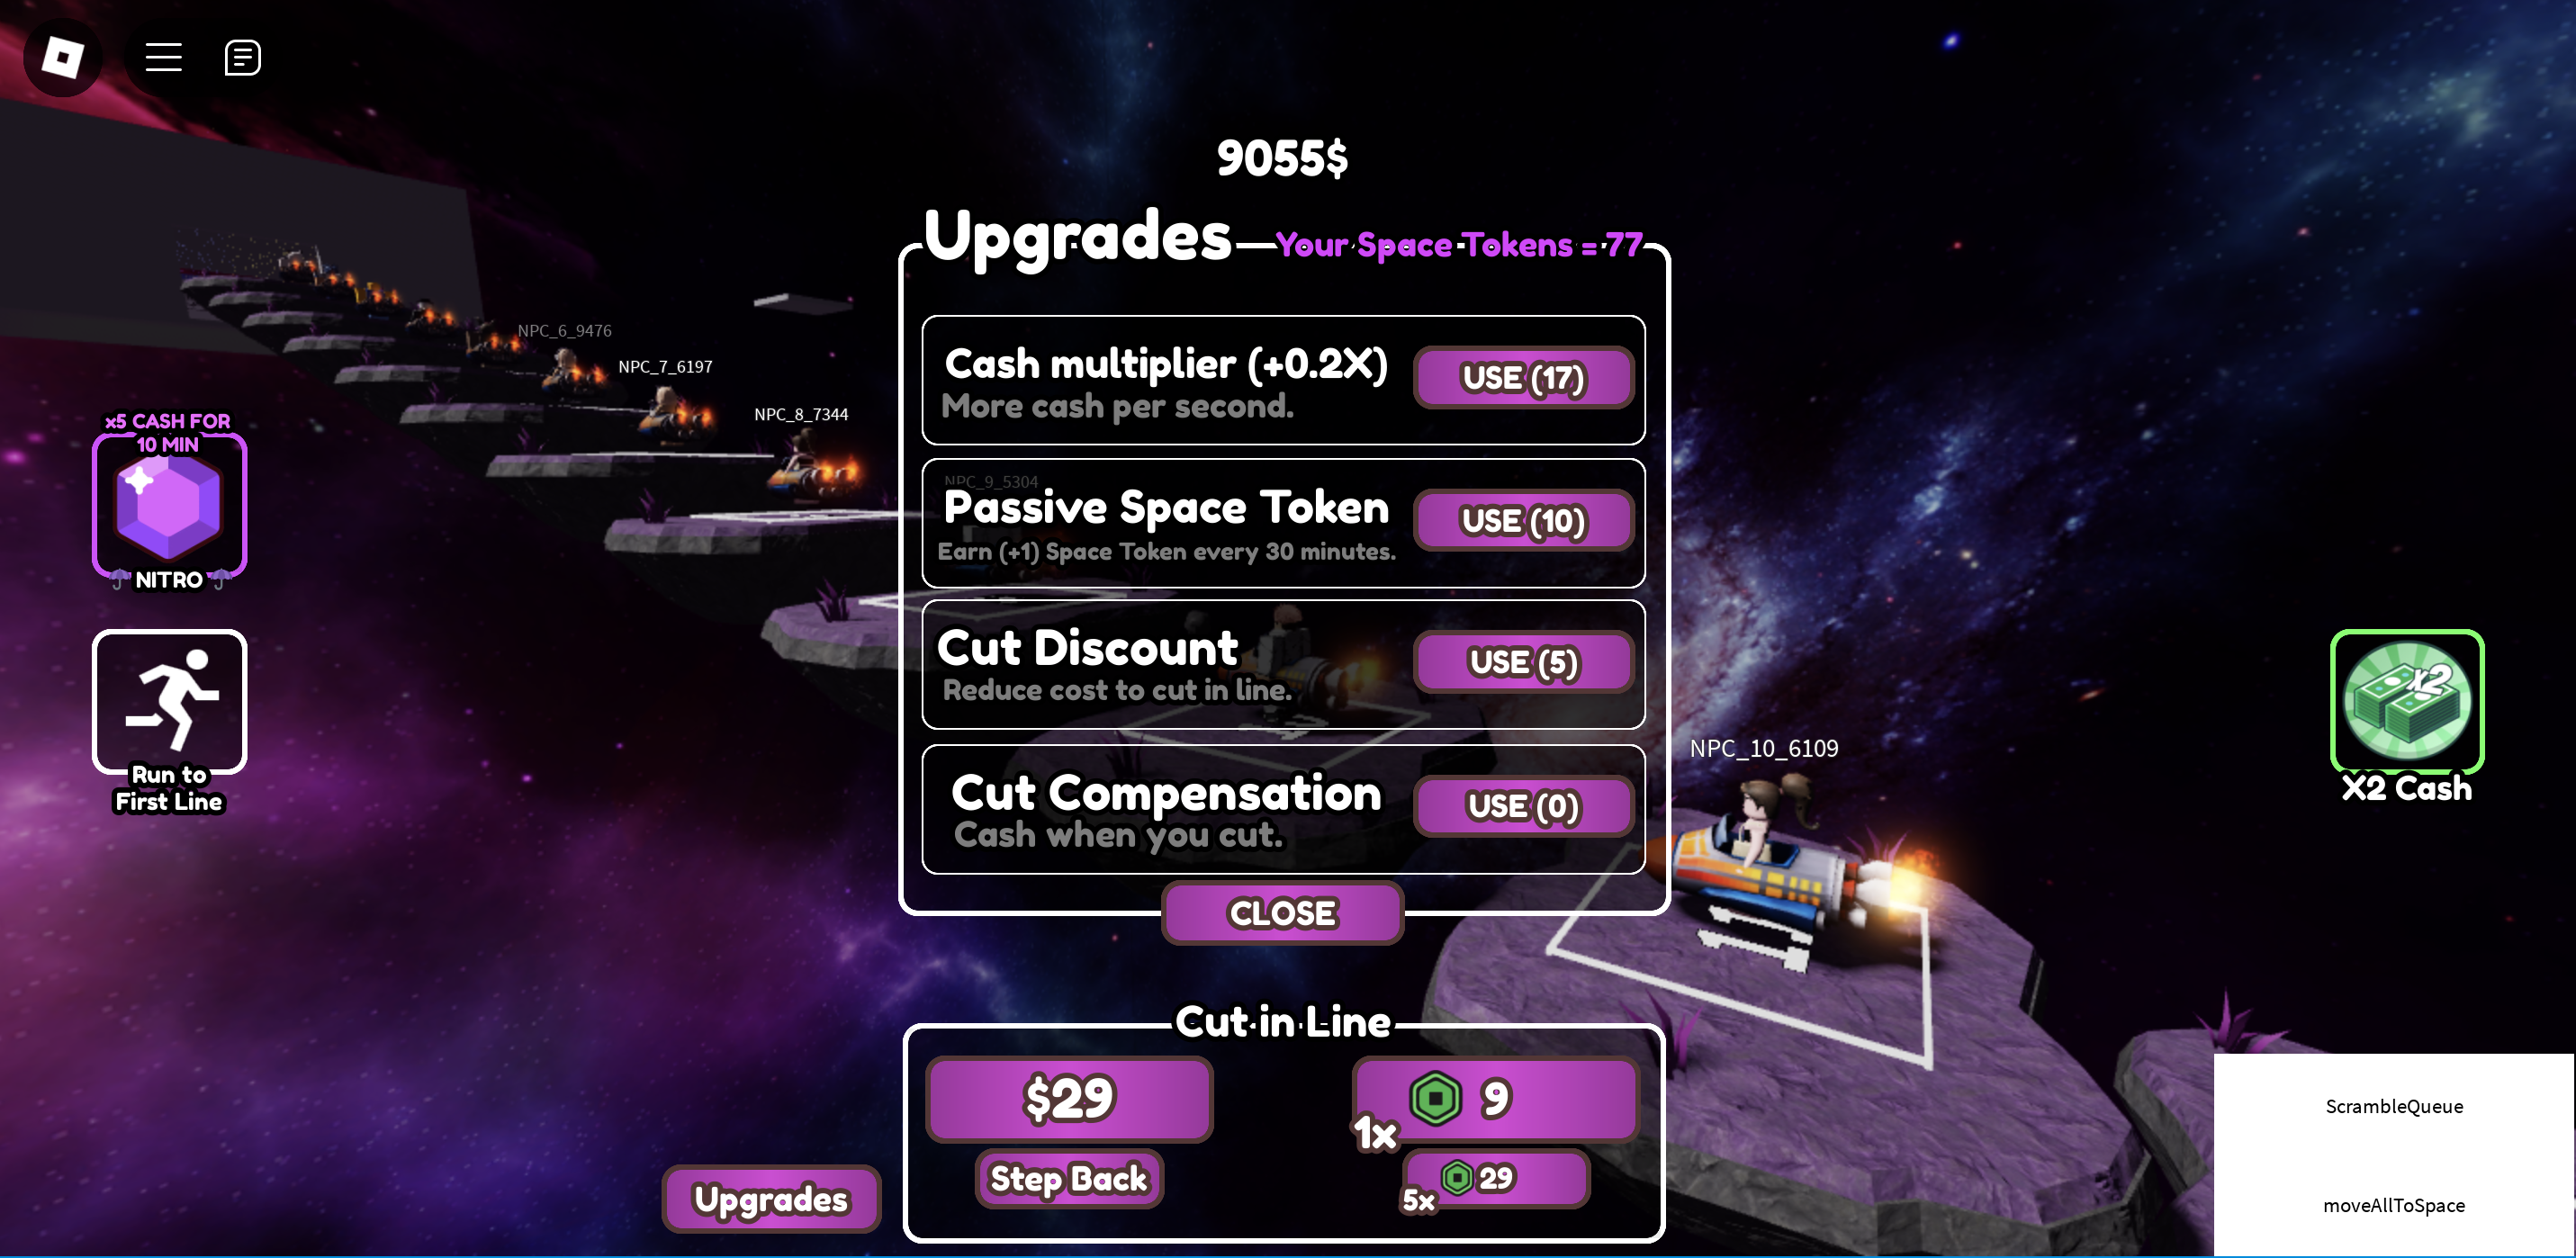 9055$
Upgrades
Your Space Tokens = 77
Cash multiplier (+0.2X)
More cash per second.
USE (17)
NPC_9_5304
Passive Space Token
Earn (+1) Space Token every 30 minutes.
USE (10)
Cut Discount
Reduce cost to cut in line.
USE (5)
Cut Compensation
Cash when you cut.
USE (0)
CLOSE
NPC_6_9476
NPC_7_6197
NPC_8_7344
x5 CASH FOR
10 MIN
NITRO
Run to
First Line
NPC_10_6109
x2
X2 Cash
Cut in Line
$29
9
1x
Step Back
29
5x
Upgrades
ScrambleQueue
moveAllToSpace